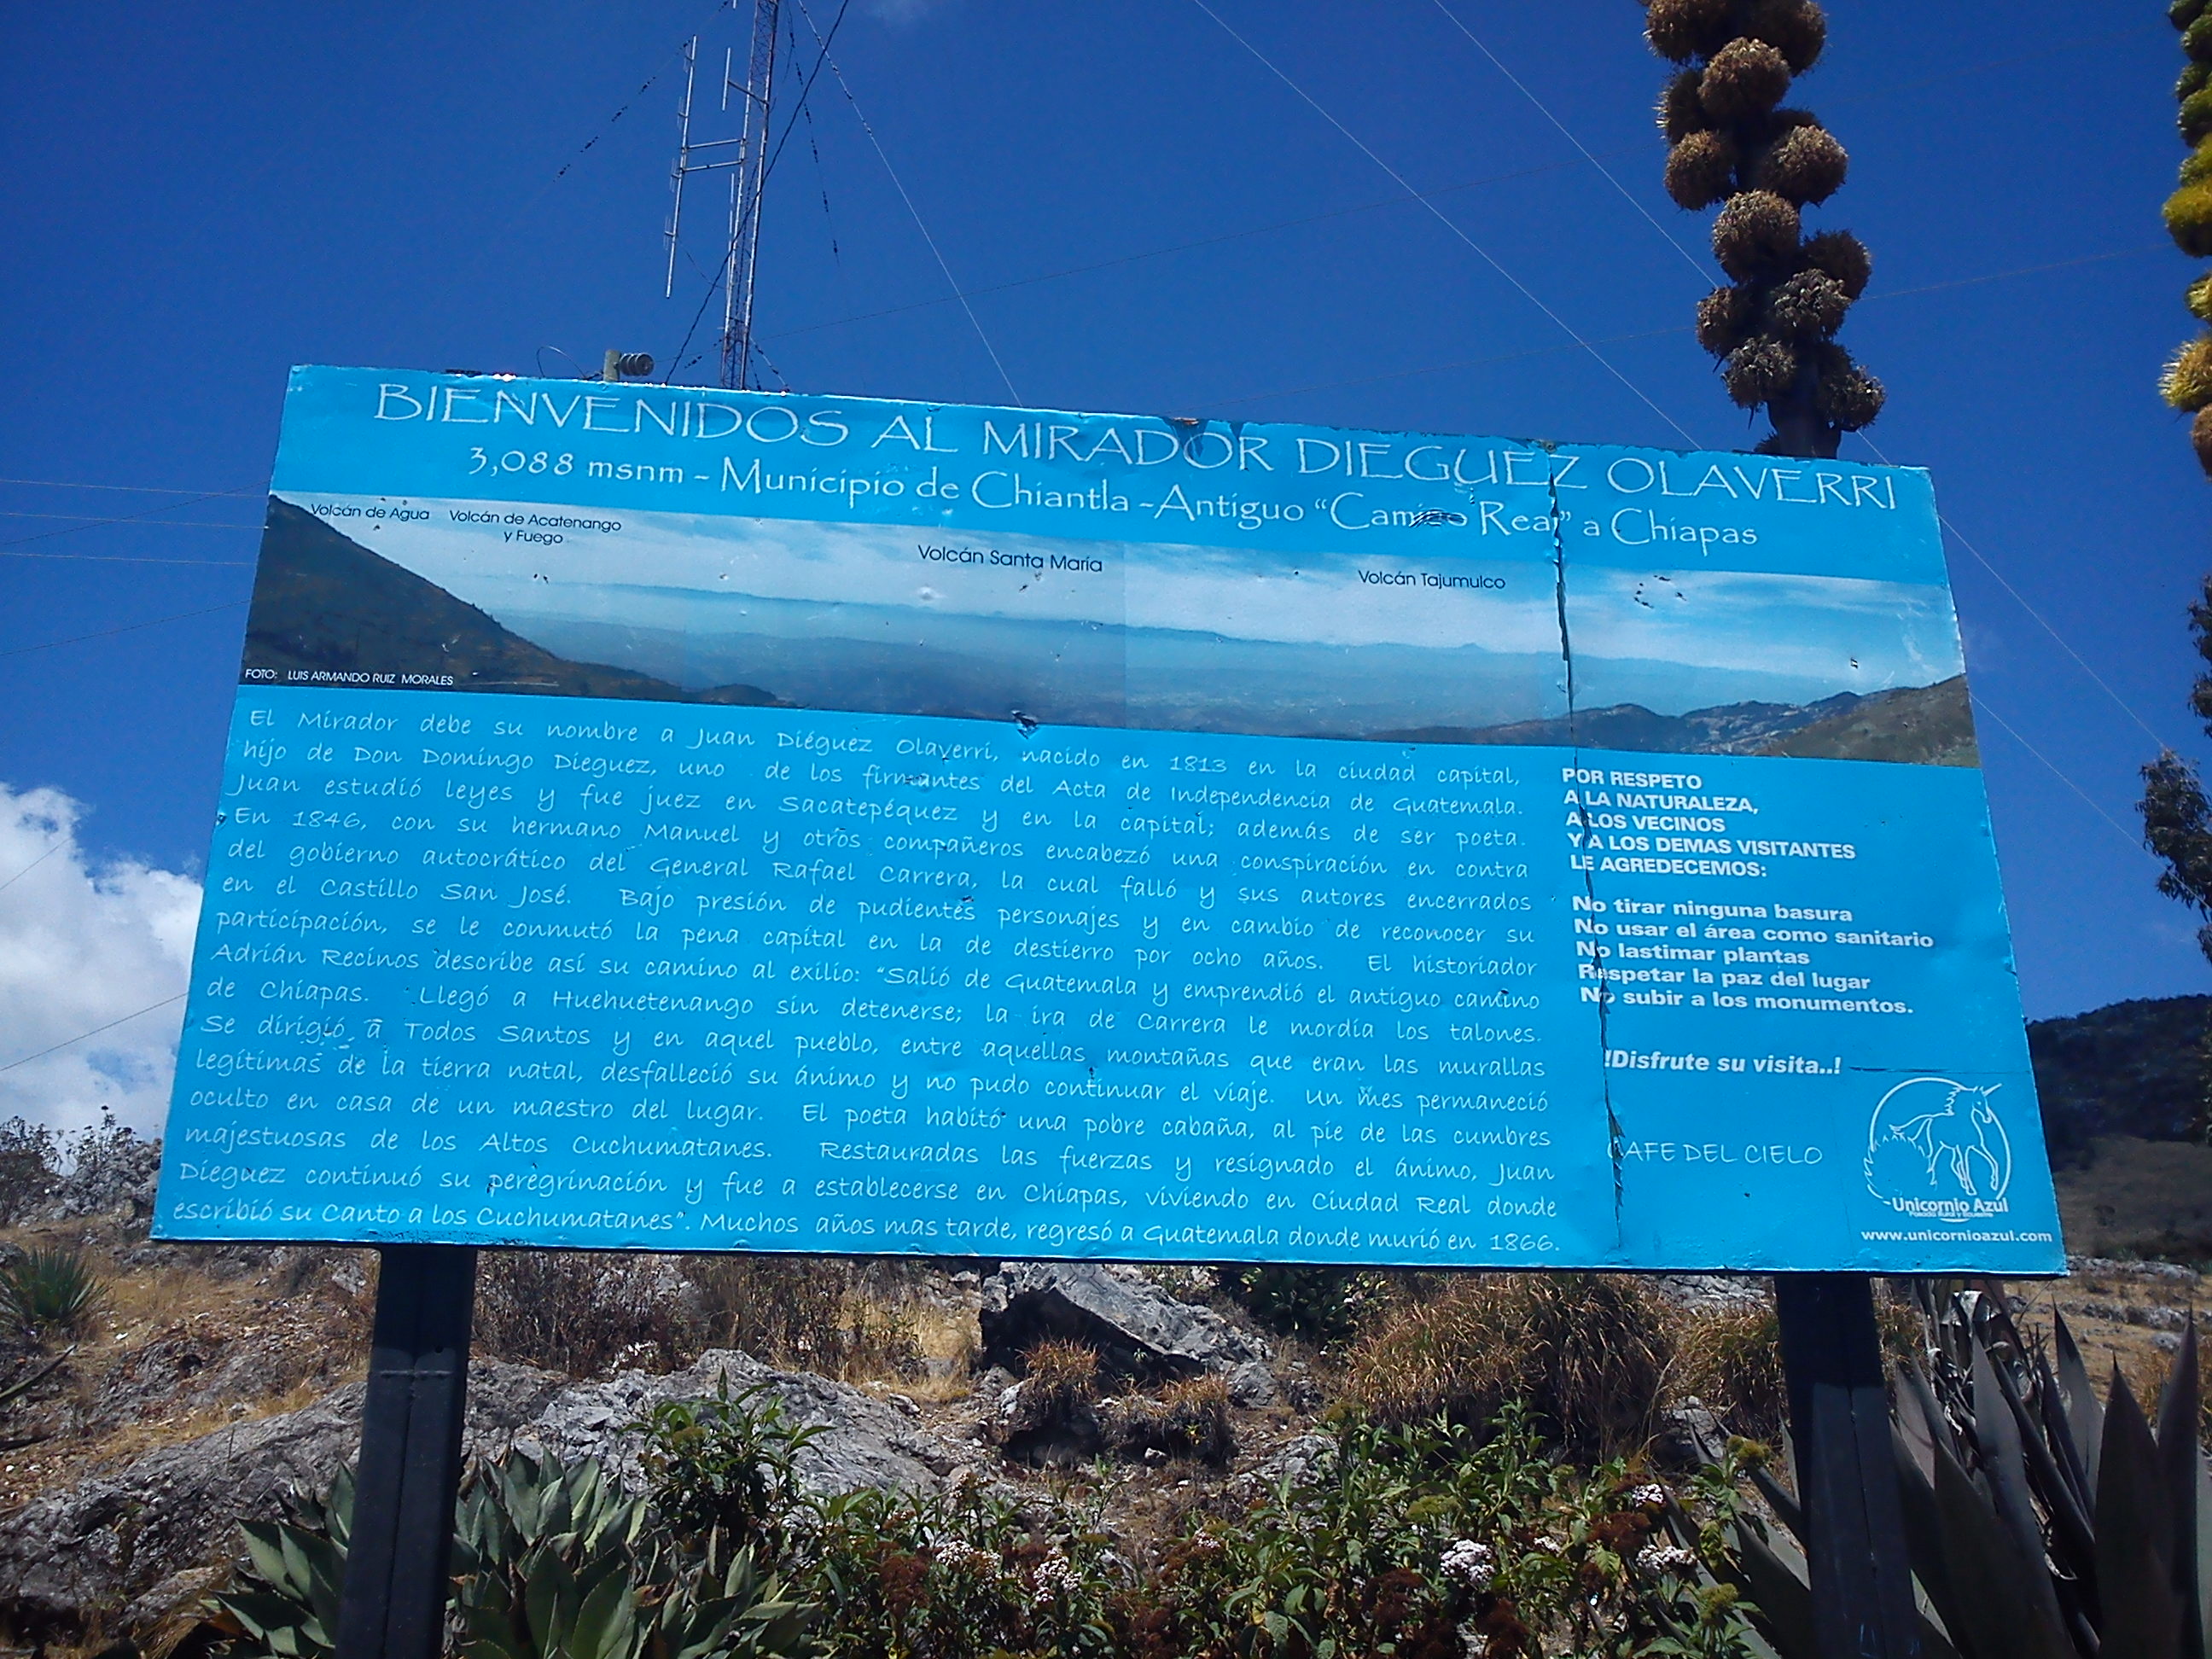 BIENVENIDOS AL MIRADOR DIEGUEZ OLAVERRI
3,088 msnm - Municipio de Chiantla -Antiguo "Camino Real" a Chiapas
Volcán de Agua
Volcán de Acatenango
y Fuego
Volcán Santa María
Volcán Tajumulco
FOTO: LUIS ARMANDO RUIZ MORALES
El Mirador debe su nombre a Juan Diéguez Olaverri, nacido en 1813 en la ciudad capital,
hijo de Don Domingo Dieguez, uno de los firmantes del Acta de Independencia de Guatemala.
Juan estudió leyes y fue juez en Sacatepéquez y en la capital; además de ser poeta.
En 1846, con su hermano Manuel y otros compañeros encabezó una conspiración en contra
del gobierno autocrático del General Rafael Carrera, la cual falló y sus autores encerrados
en el Castillo San José. Bajo presión de pudientes personajes y en cambio de reconocer su
participación, se le conmutó la pena capital en la de destierro por ocho años. El historiador
Adrián Recinos describe así su camino al exilio: "Salió de Guatemala y emprendió el antiguo camino
de Chiapas. Llegó a Huehuetenango sin detenerse; la ira de Carrera le mordía los talones.
Se dirigió a Todos Santos y en aquel pueblo, entre aquellas montañas que eran las murallas
legítimas de la tierra natal, desfalleció su ánimo y no pudo continuar el viaje. Un mes permaneció
oculto en casa de un maestro del lugar. El poeta habitó una pobre cabaña, al pie de las cumbres
majestuosas de los Altos Cuchumatanes. Restauradas las fuerzas y resignado el ánimo, Juan
Dieguez continuó su peregrinación y fue a establecerse en Chiapas, viviendo en Ciudad Real donde
escribió su Canto a los Cuchumatanes". Muchos años mas tarde, regresó a Guatemala donde murió en 1866.
POR RESPETO
A LA NATURALEZA,
A LOS VECINOS
Y A LOS DEMAS VISITANTES
LE AGREDECEMOS:
No tirar ninguna basura
No usar el área como sanitario
No lastimar plantas
Respetar la paz del lugar
No subir a los monumentos.
!Disfrute su visita..!
CAFE DEL CIELO
Unicornio Azul
Posada Rural y Ecuestre
www.unicornioazul.com